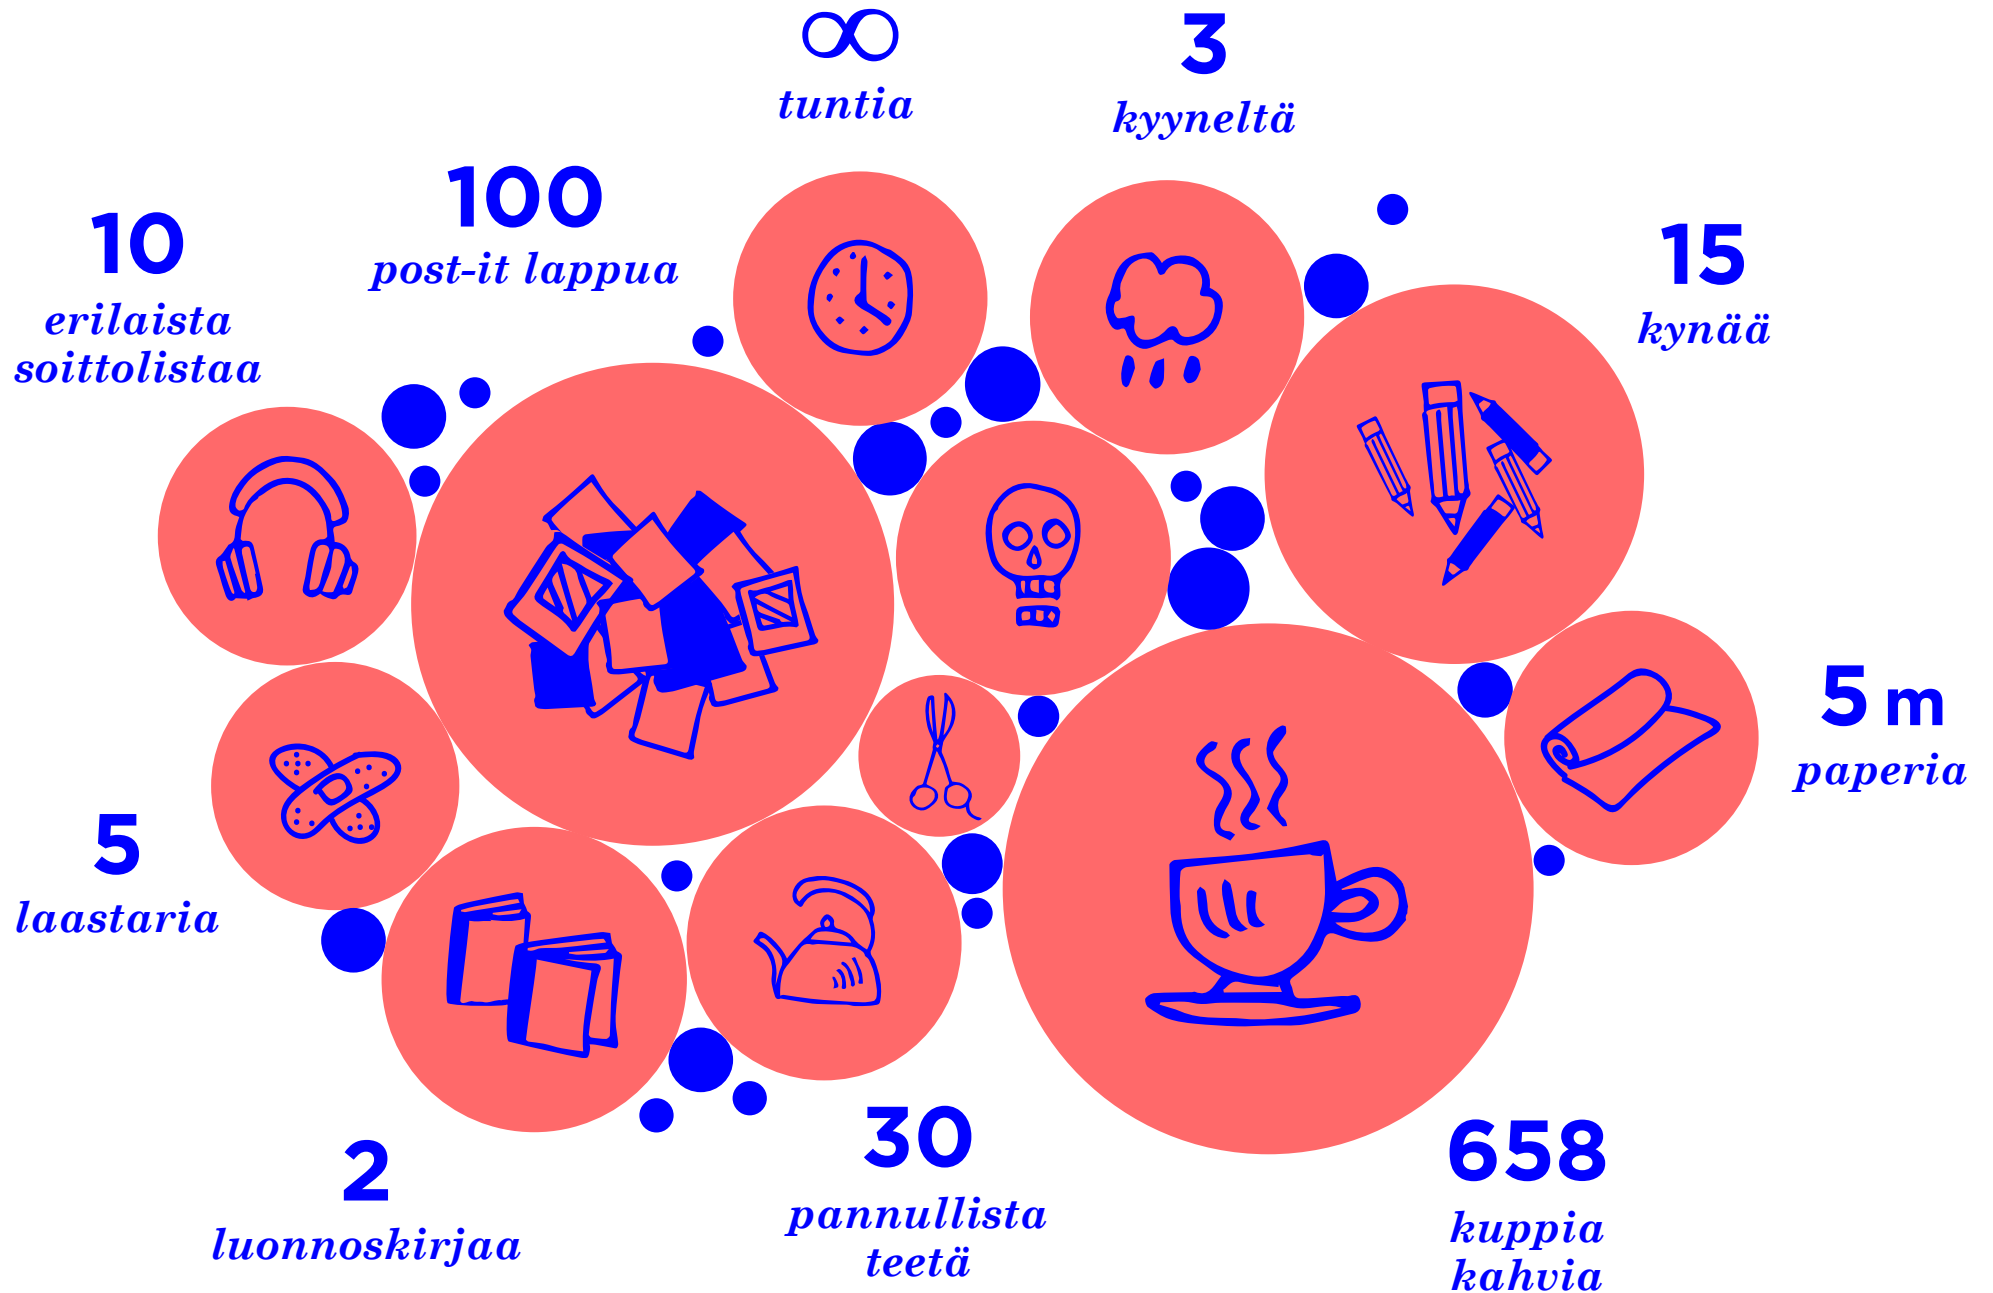 ∞
tuntia
3
kyyneltä
100
post-it lappua
10
erilaista
soittolistaa
15
kynää
5 m
paperia
5
laastaria
2
luonnoskirjaa
30
pannullista
teetä
658
kuppia
kahvia